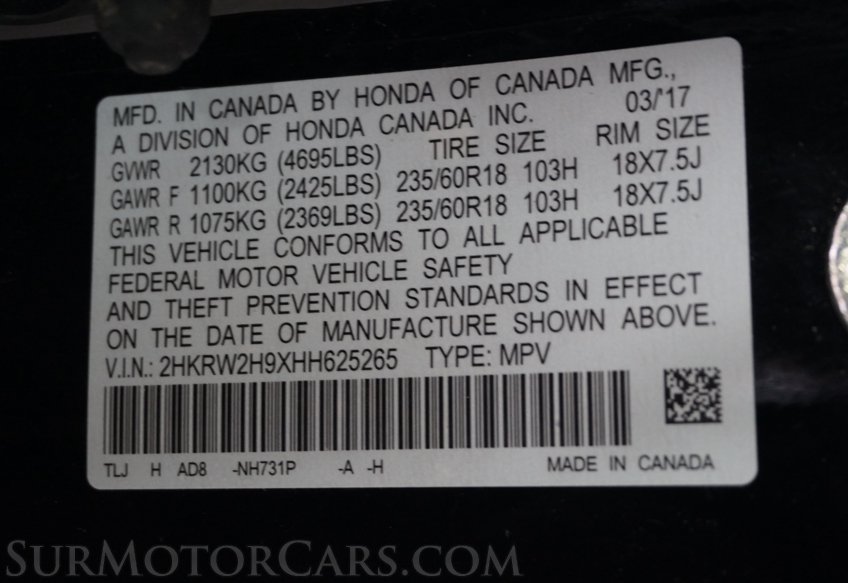 MFD. IN CANADA BY HONDA OF CANADA MFG.,
A DIVISION OF HONDA CANADA INC. 03/'17
GVWR 2130KG (4695LBS) TIRE SIZE RIM SIZE
GAWR F 1100KG (2425LBS) 235/60R18 103H 18X7.5J
GAWR R 1075KG (2369LBS) 235/60R18 103H 18X7.5J
THIS VEHICLE CONFORMS TO ALL APPLICABLE
FEDERAL MOTOR VEHICLE SAFETY
AND THEFT PREVENTION STANDARDS IN EFFECT
ON THE DATE OF MANUFACTURE SHOWN ABOVE.
V.I.N.: 2HKRW2H9XHH625265 TYPE: MPV
TLJ H AD8 -NH731P -A -H MADE IN CANADA
SURMOTORCARS.COM